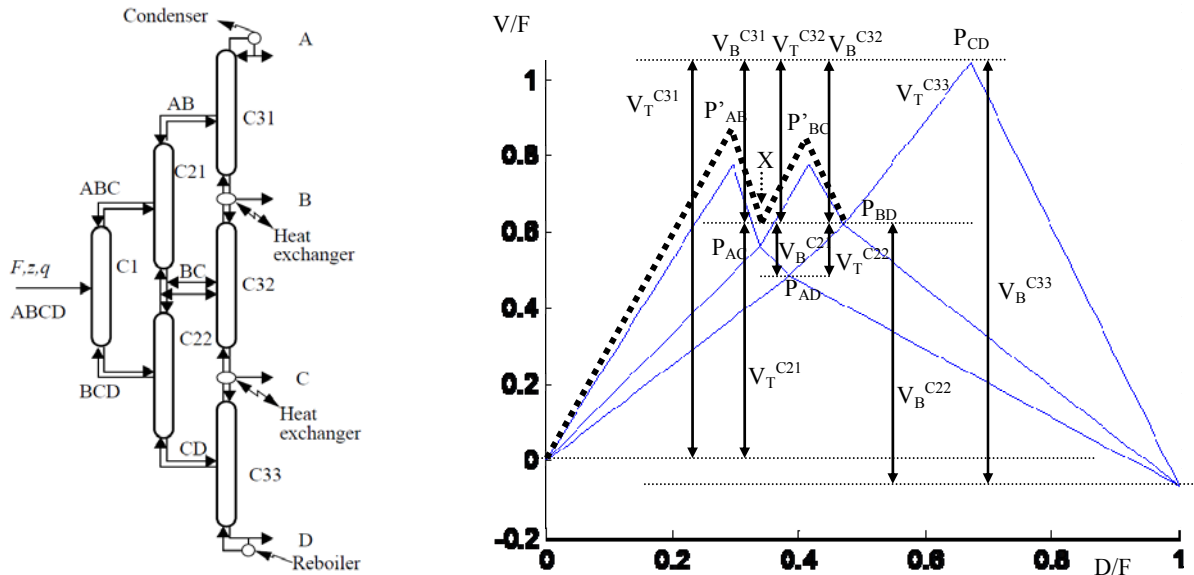 Condenser
A
AB
C31
C21
ABC
B
Heat
exchanger
F,z,q
C1
BC
C32
ABCD
C22
BCD
C
Heat
exchanger
CD
C33
D
Reboiler
V/F
V_B^C31
V_T^C32
V_B^C32
P_CD
V_T^C31
V_T^C33
P'_AB
P'_BC
X
P_BD
P_AC
V_B^C2
V_T^C22
P_AD
V_B^C33
V_T^C21
V_B^C22
1
0.8
0.6
0.4
0.2
0
-0.2
0
0.2
0.4
0.6
0.8
1
D/F